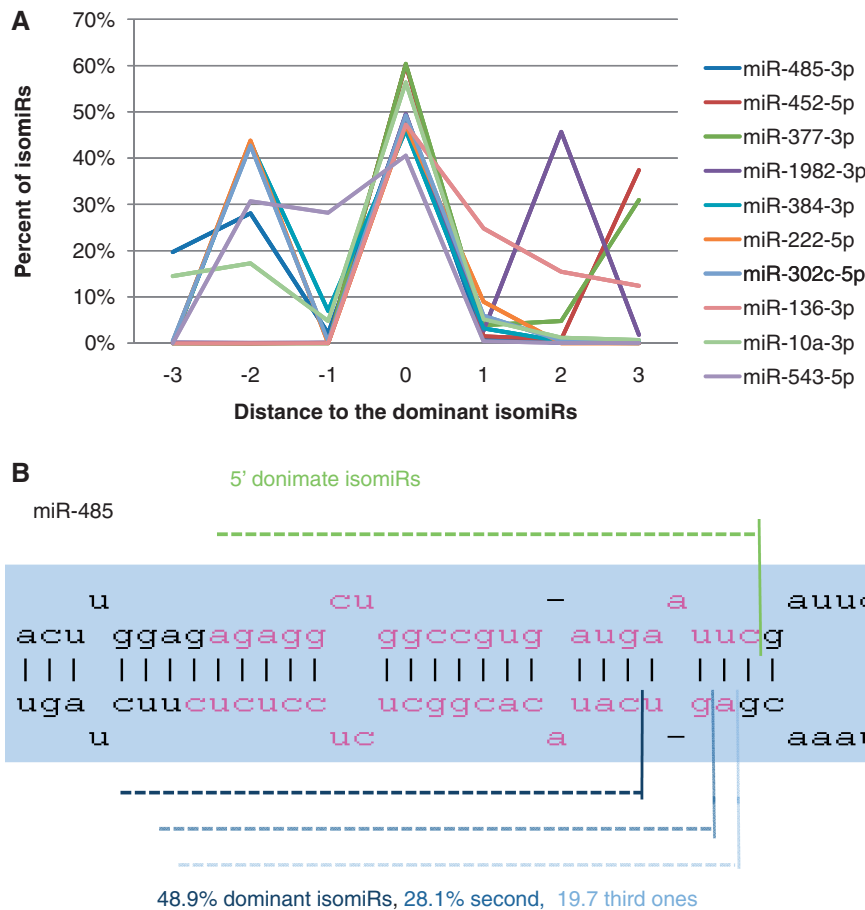 A
70%
60%
50%
40%
30%
20%
10%
0%
Percent of isomiRs
-3 -2 -1 0 1 2 3
Distance to the dominant isomiRs
miR-485-3p
miR-452-5p
miR-377-3p
miR-1982-3p
miR-384-3p
miR-222-5p
miR-302c-5p
miR-136-3p
miR-10a-3p
miR-543-5p
B
5’ donimate isomiRs
miR-485
u cu – a auuc
acu ggagagagg ggccgug auga uucg
uga cuucucucc ucggcac uacu gagc
u uc a – aaau
48.9% dominant isomiRs, 28.1% second, 19.7 third ones